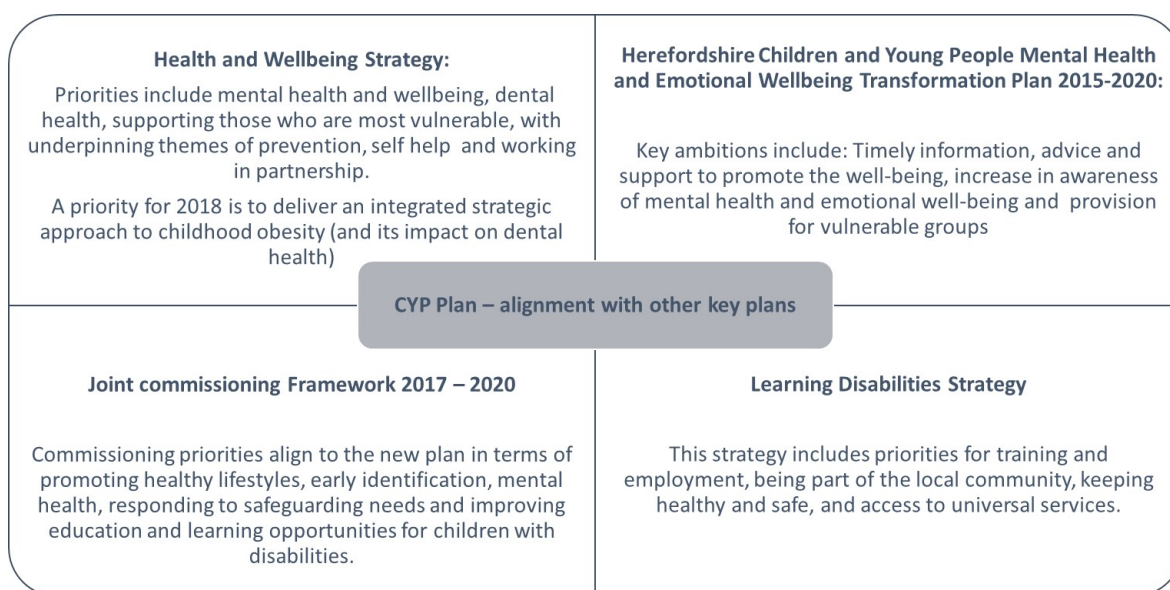 Health and Wellbeing Strategy:
Priorities include mental health and wellbeing, dental
health, supporting those who are most vulnerable, with
underpinning themes of prevention, self help  and working
in partnership.
A priority for 2018 is to deliver an integrated strategic
approach to childhood obesity (and its impact on dental
health)
Herefordshire Children and Young People Mental Health
and Emotional Wellbeing Transformation Plan 2015-2020:
Key ambitions include: Timely information, advice and
support to promote the well-being, increase in awareness
of mental health and emotional well-being and  provision
for vulnerable groups
CYP Plan – alignment with other key plans
Joint commissioning Framework 2017 – 2020
Commissioning priorities align to the new plan in terms of
promoting healthy lifestyles, early identification, mental
health, responding to safeguarding needs and improving
education and learning opportunities for children with
disabilities.
Learning Disabilities Strategy
This strategy includes priorities for training and
employment, being part of the local community, keeping
healthy and safe, and access to universal services.